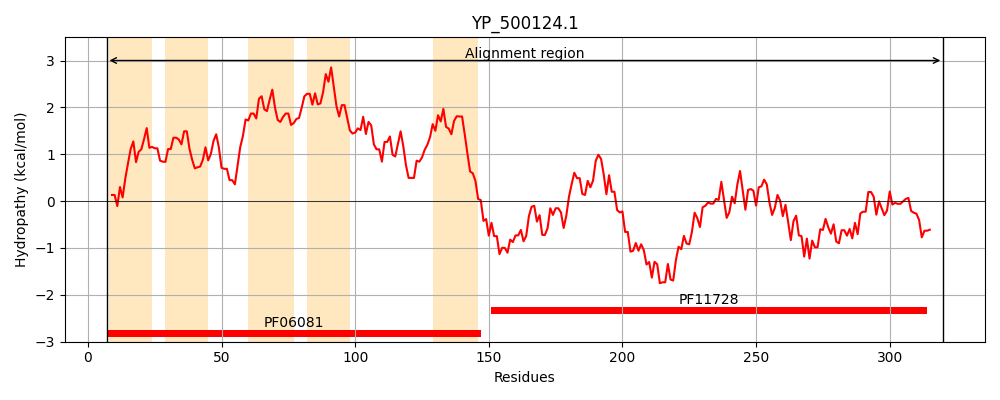 YP_500124.1
Alignment region
3
2
1
0
−1
−2
−3
Hydropathy (kcal/mol)
PF11728
PF06081
0 50 100 150 200 250 300
Residues